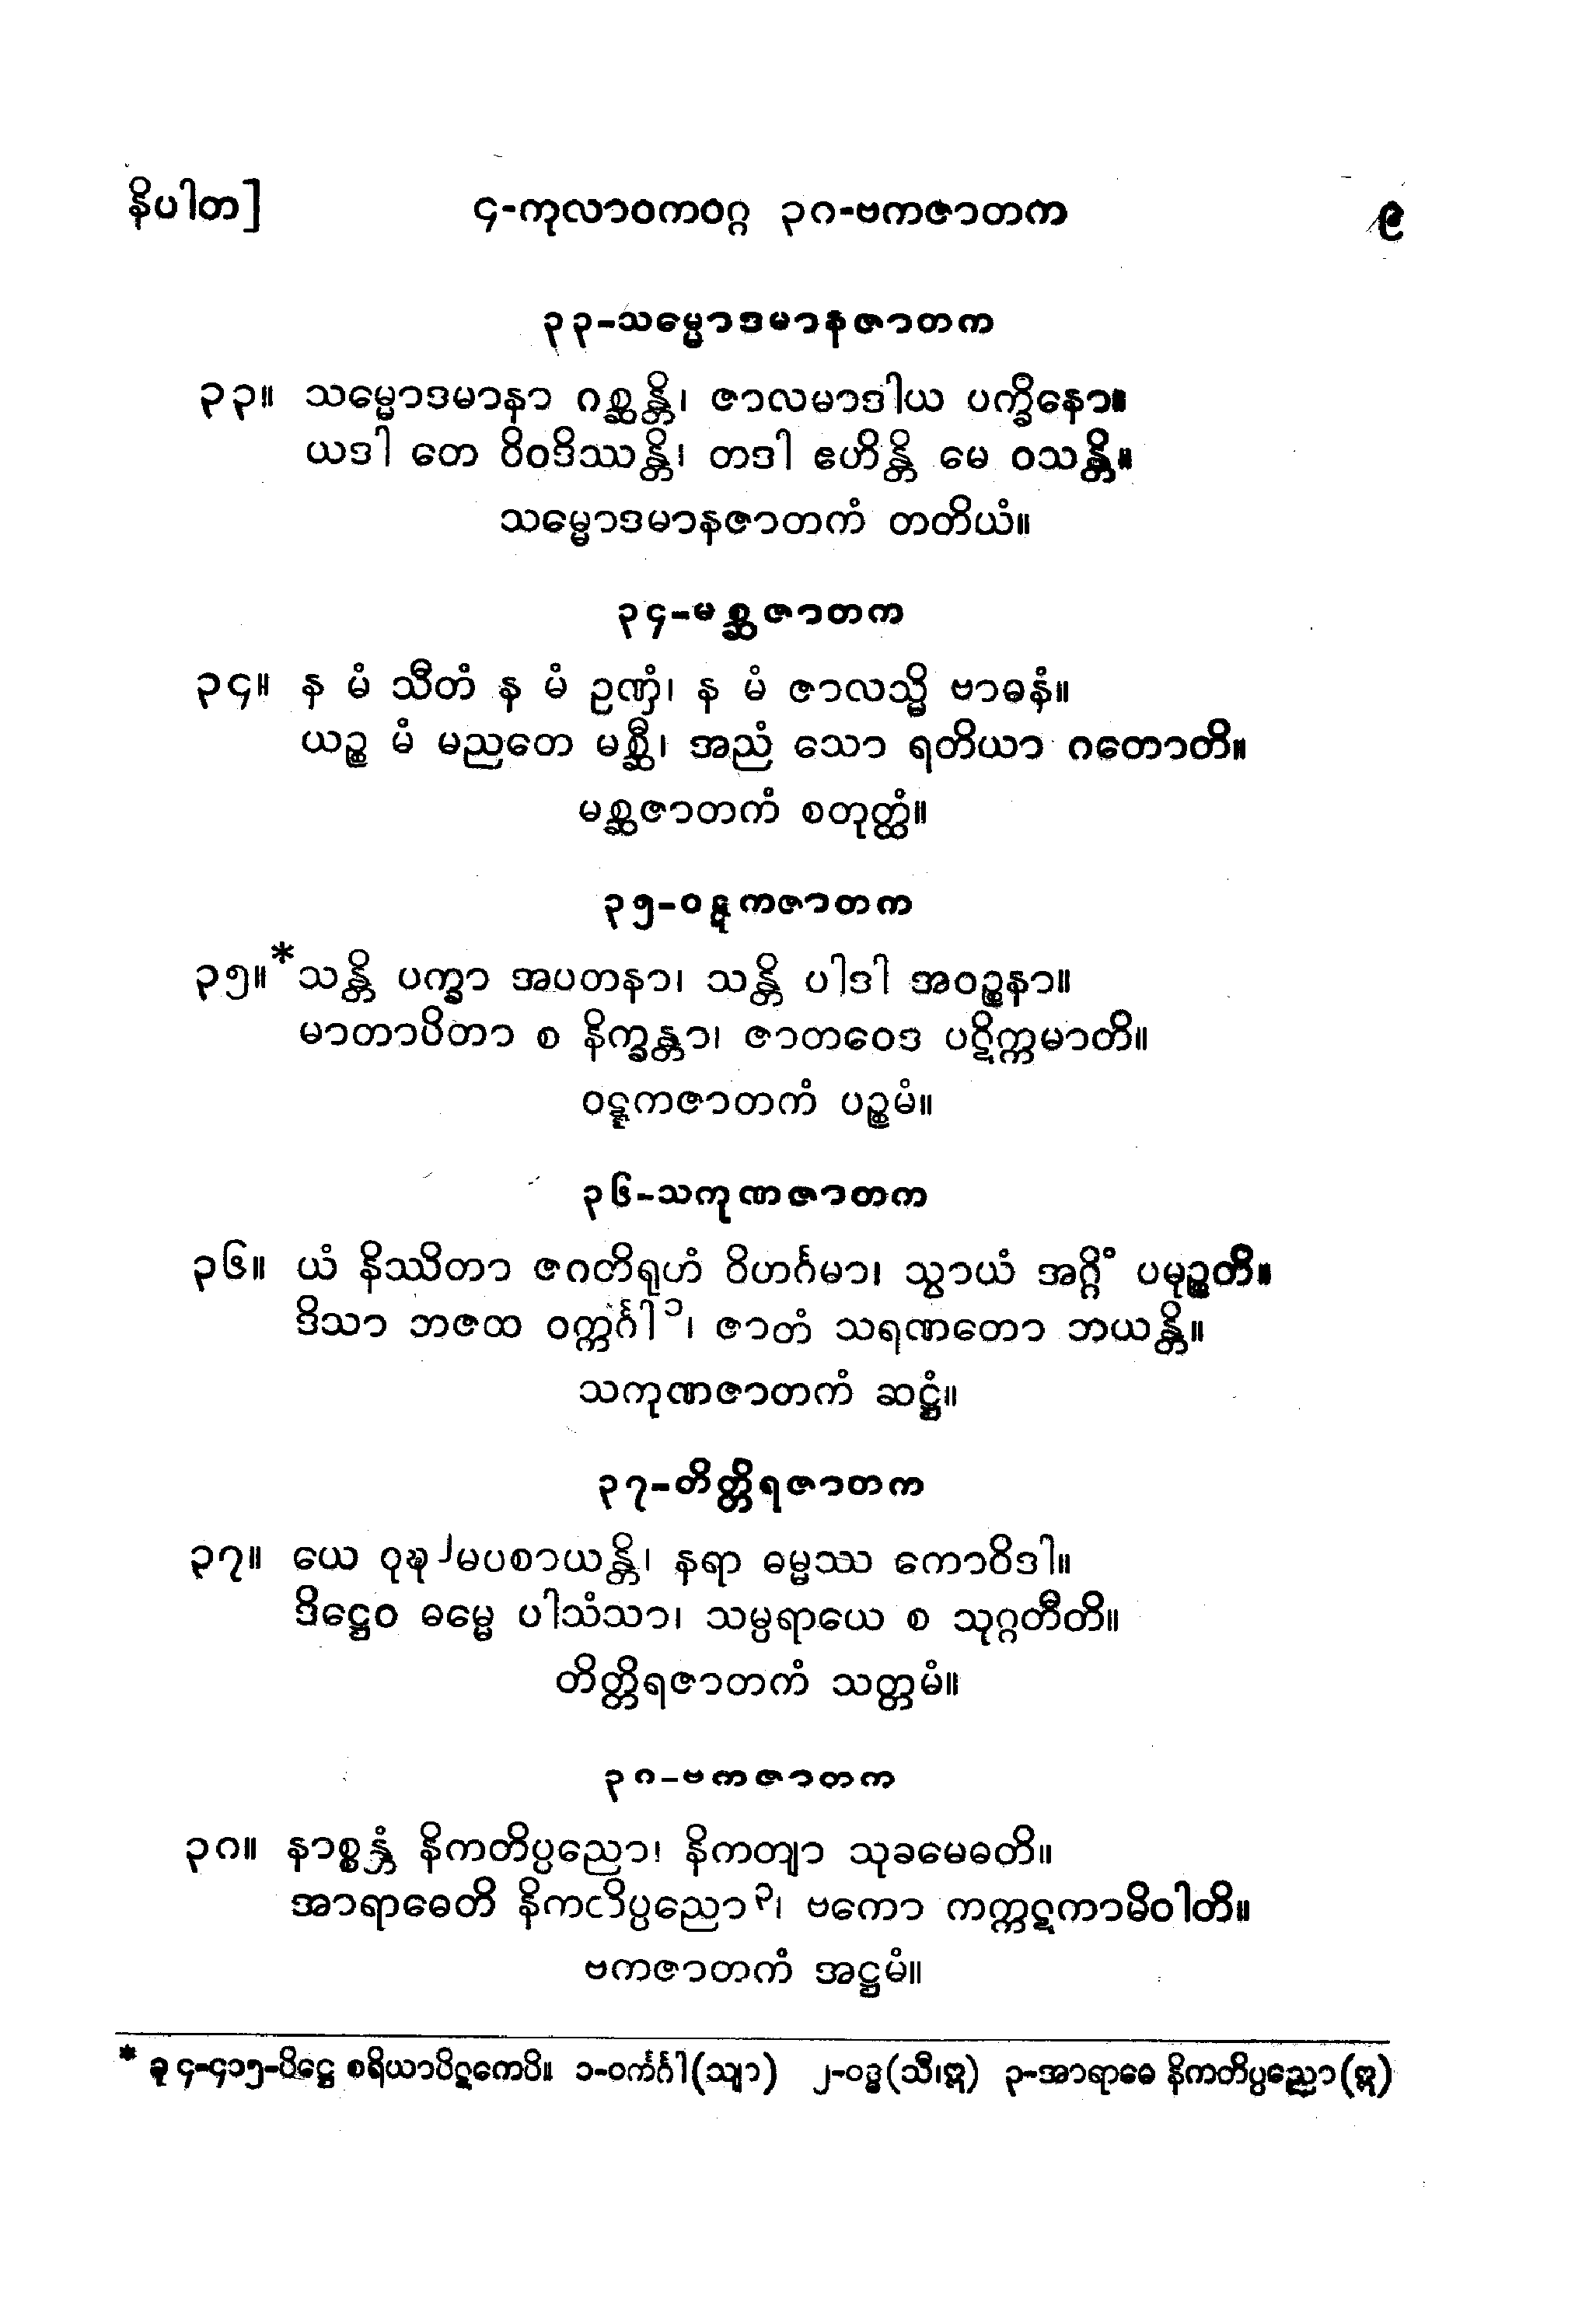 နိပါတ]
၄-ကုလာဝကဝဂ္ဂ ၃၈-ဗကဇာတက
၉
၃၃-သမ္မောဒမာနဇာတက
၃၃။ သမ္မောဒမာနာ ဂစ္ဆန္တိ၊ ဇာလမာဒါယ ပက္ခိနော။
ယဒါ တေ ဝိဝဒိဿန္တိ၊ တဒါ ဧဟိန္တိ မေ ဝသန္တိ။
သမ္မောဒမာနဇာတကံ တတိယံ။
၃၄-မစ္ဆဇာတက
၃၄။ န မံ သီတံ န မံ ဥဏှံ၊ န မံ ဇာလသ္မိ ဗာဓနံ။
ယဉ္စ မံ မညတေ မစ္ဆီ၊ အညံ သော ရတိယာ ဂတောတိ။
မစ္ဆဇာတကံ စတုတ္ထံ။
၃၅-ဝဋ္ဋကဇာတက
၃၅။*သန္တိ ပက္ခာ အပတနာ၊ သန္တိ ပါဒါ အဝဉ္စနာ။
မာတာပိတာ စ နိက္ခန္တာ၊ ဇာတဝေဒ ပဋိက္ကမာတိ။
ဝဋ္ဋကဇာတကံ ပဉ္စမံ။
၃၆-သကုဏဇာတက
၃၆။ ယံ နိဿိတာ ဇဂတိရုဟံ ဝိဟင်္ဂမာ၊ သွာယံ အဂ္ဂိံ ပမုဉ္စတိ။
ဒိသာ ဘဇထ ဝက္ကင်္ဂါ၁၊ ဇာတံ သရဏတော ဘယန္တိ။
သကုဏဇာတကံ ဆဋ္ဌံ။
၃၇-တိတ္တိရဇာတက
၃၇။ ယေ ဝုဍ္ဎ၂မပစာယန္တိ၊ နရာ ဓမ္မဿ ကောဝိဒါ။
ဒိဋ္ဌေဝ ဓမ္မေ ပါသံသာ၊ သမ္ပရာယေ စ သုဂ္ဂတီတိ။
တိတ္တိရဇာတကံ သတ္တမံ။
၃၈-ဗကဇာတက
၃၈။ နာစ္စန္တံ နိကတိပ္ပညော၊ နိကတျာ သုခမေဓတိ။
အာရာဓေတိ နိကတိပ္ပညော၃၊ ဗကော ကက္ကဋကာမိဝါတိ။
ဗကဇာတကံ အဋ္ဌမံ။
* ခု ၄-၄၁၅-ပိဋ္ဌေ စရိယာပိဋကေပိ။ ၁-ဝင်္ကင်္ဂါ(သျာ) ၂-ဝဒ္ဓ(သီ၊ဣ) ၃-အာရာဓေ နိကတိပ္ပညော(ဣ)